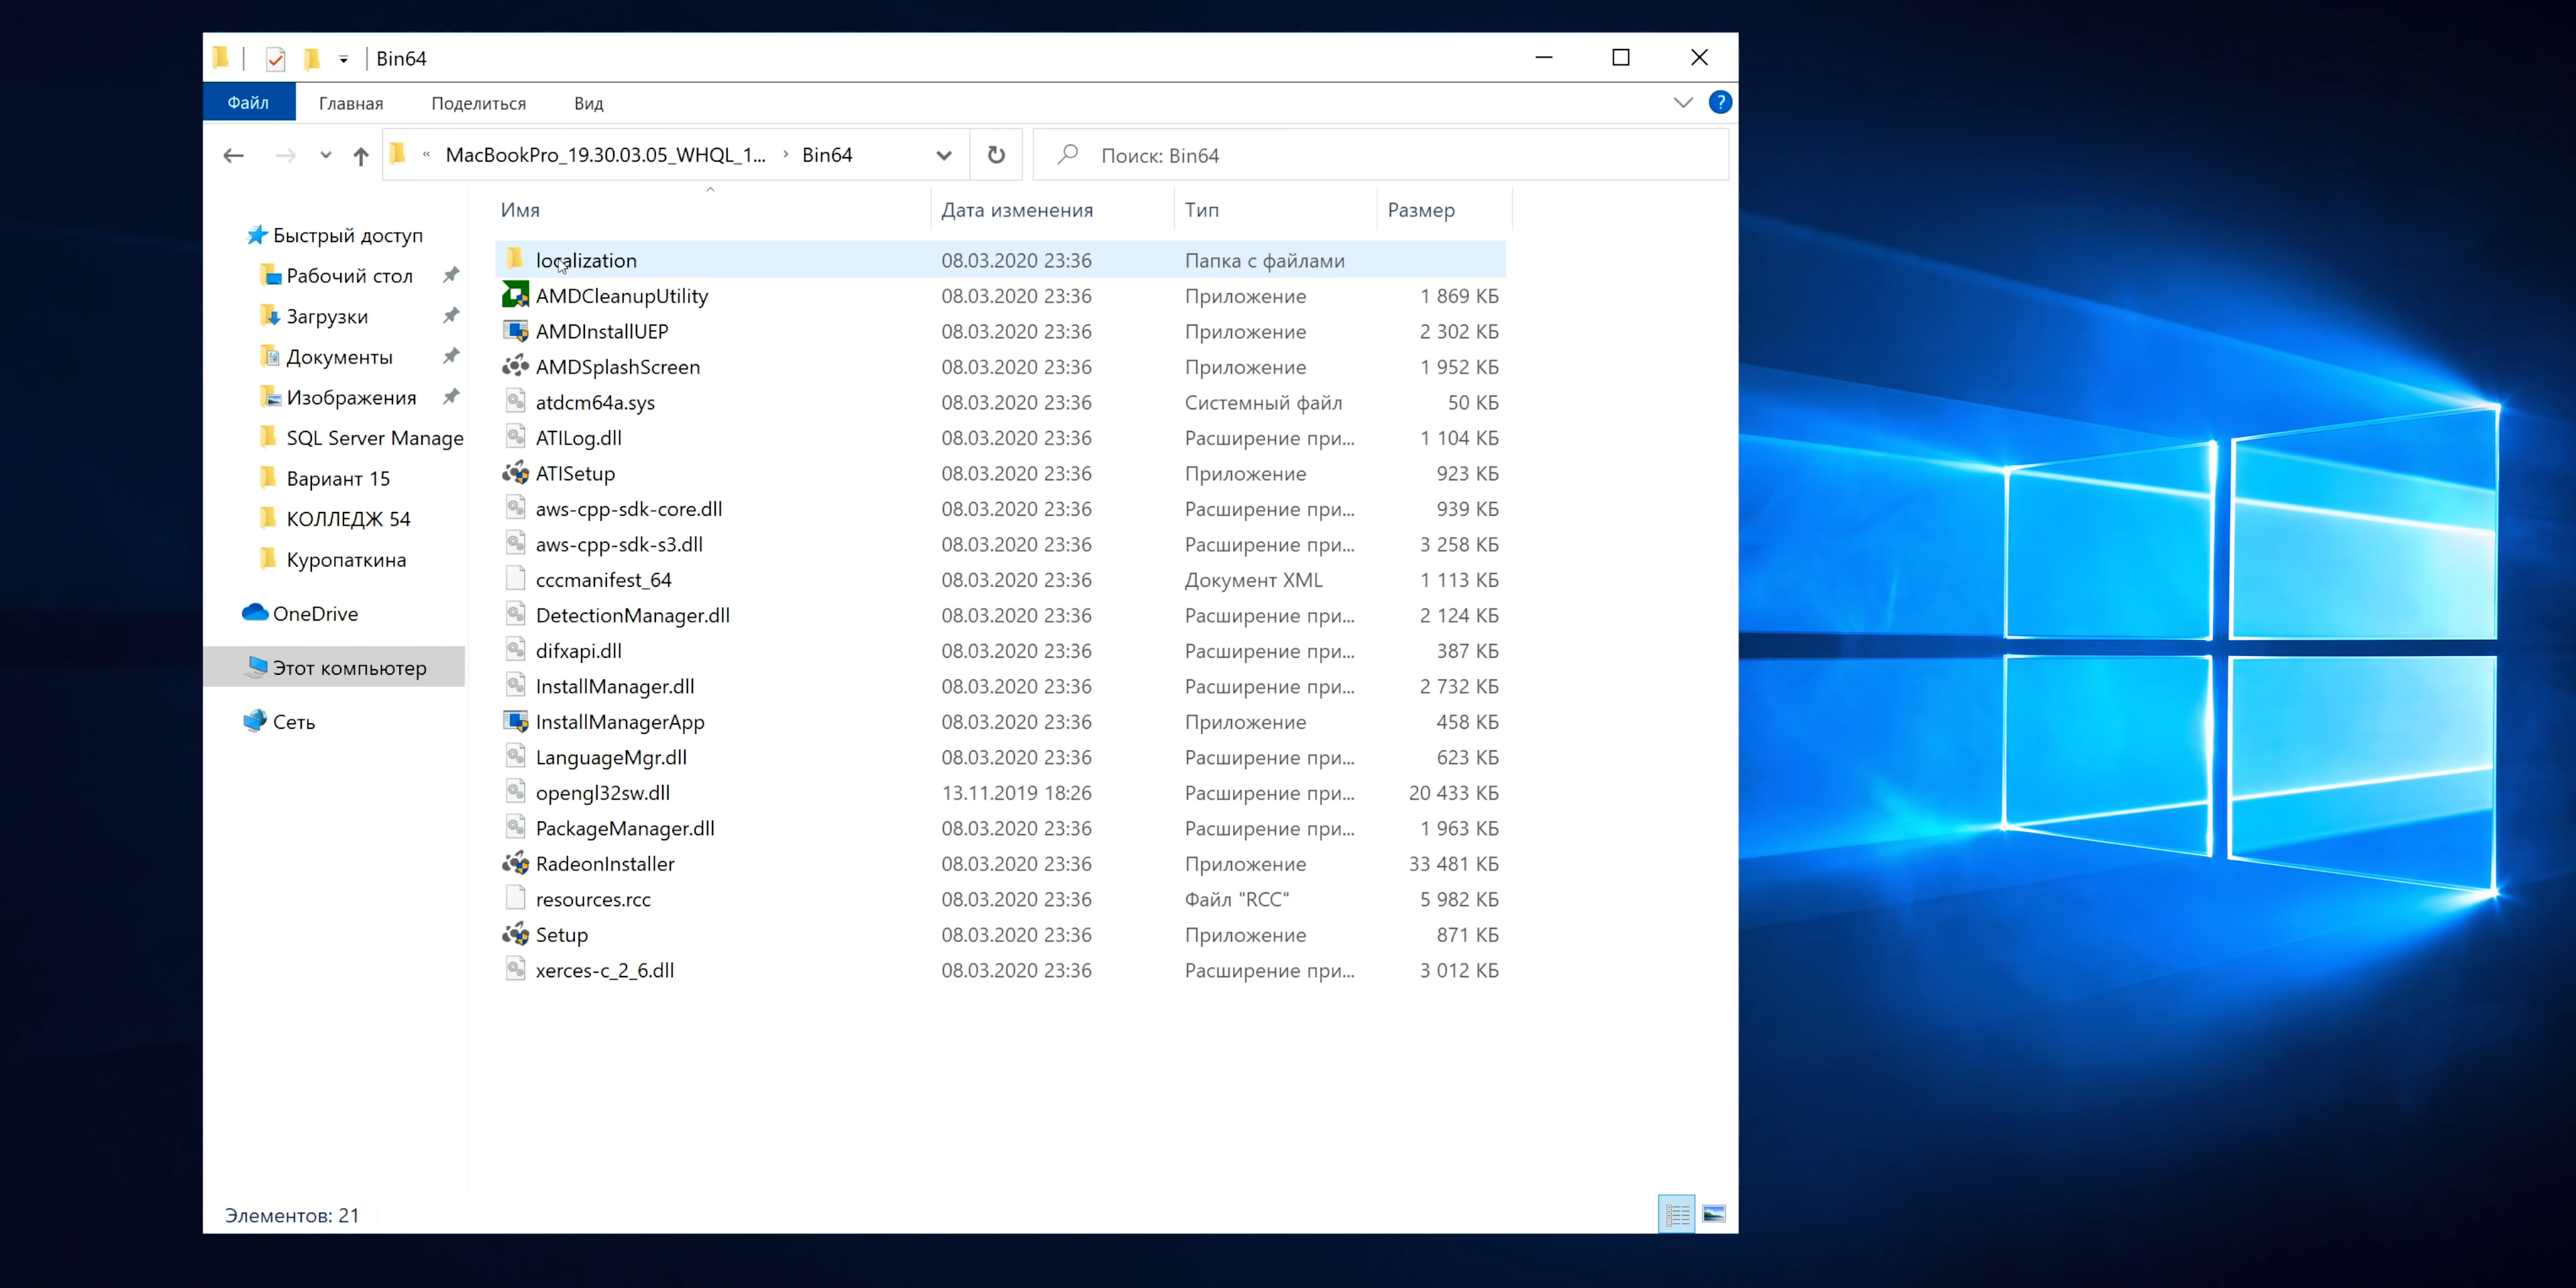 Bin64
Файл Главная Поделиться Вид
« MacBookPro_19.30.03.05_WHQL_1... › Bin64 Поиск: Bin64
Имя Дата изменения Тип Размер
Быстрый доступ
Рабочий стол
Загрузки
Документы
Изображения
SQL Server Manage
Вариант 15
КОЛЛЕДЖ 54
Куропаткина
OneDrive
Этот компьютер
Сеть
localization 08.03.2020 23:36 Папка с файлами
AMDCleanupUtility 08.03.2020 23:36 Приложение 1 869 КБ
AMDInstallUEP 08.03.2020 23:36 Приложение 2 302 КБ
AMDSplashScreen 08.03.2020 23:36 Приложение 1 952 КБ
atdcm64a.sys 08.03.2020 23:36 Системный файл 50 КБ
ATILog.dll 08.03.2020 23:36 Расширение при... 1 104 КБ
ATISetup 08.03.2020 23:36 Приложение 923 КБ
aws-cpp-sdk-core.dll 08.03.2020 23:36 Расширение при... 939 КБ
aws-cpp-sdk-s3.dll 08.03.2020 23:36 Расширение при... 3 258 КБ
cccmanifest_64 08.03.2020 23:36 Документ XML 1 113 КБ
DetectionManager.dll 08.03.2020 23:36 Расширение при... 2 124 КБ
difxapi.dll 08.03.2020 23:36 Расширение при... 387 КБ
InstallManager.dll 08.03.2020 23:36 Расширение при... 2 732 КБ
InstallManagerApp 08.03.2020 23:36 Приложение 458 КБ
LanguageMgr.dll 08.03.2020 23:36 Расширение при... 623 КБ
opengl32sw.dll 13.11.2019 18:26 Расширение при... 20 433 КБ
PackageManager.dll 08.03.2020 23:36 Расширение при... 1 963 КБ
RadeonInstaller 08.03.2020 23:36 Приложение 33 481 КБ
resources.rcc 08.03.2020 23:36 Файл "RCC" 5 982 КБ
Setup 08.03.2020 23:36 Приложение 871 КБ
xerces-c_2_6.dll 08.03.2020 23:36 Расширение при... 3 012 КБ
Элементов: 21